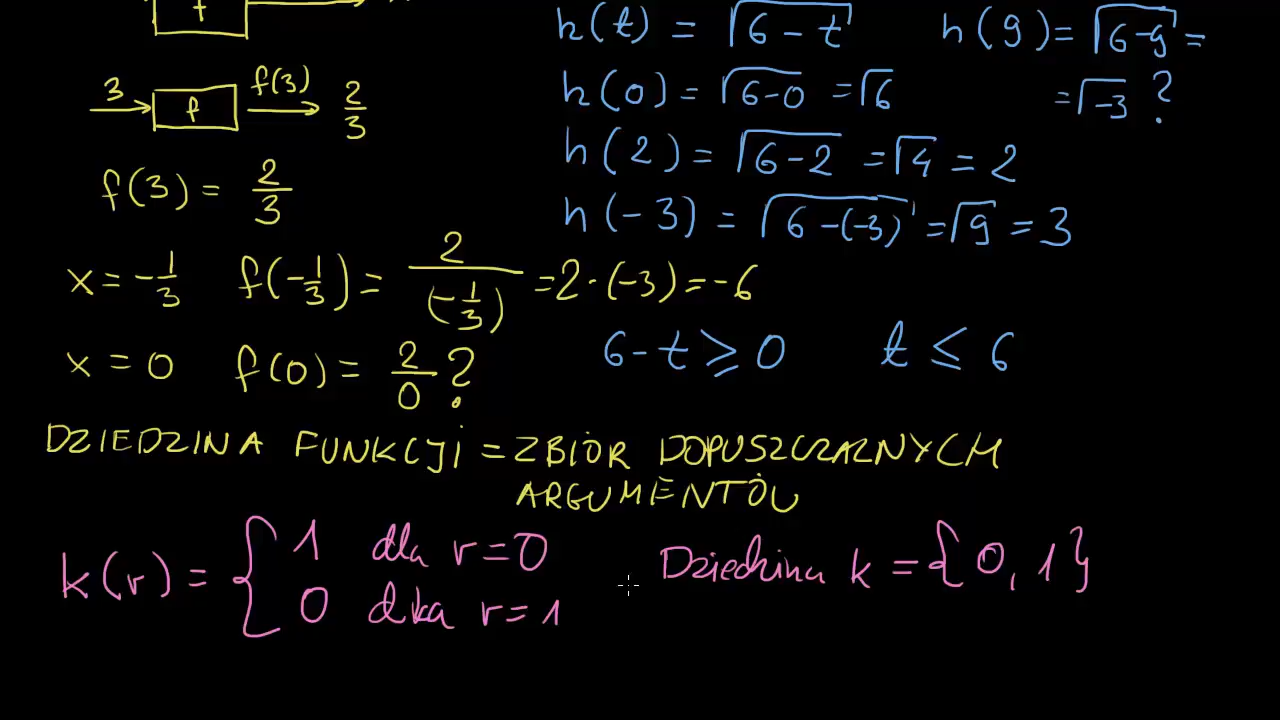 f
3 f f(3) 2/3
f(3) = 2/3
x = -1/3 f(-1/3) = 2/(-1/3) = 2·(-3) = -6
x = 0 f(0) = 2/0 ?
h(t) = √6-t
h(0) = √6-0 = √6
h(2) = √6-2 = √4 = 2
h(-3) = √6-(-3) = √9 = 3
h(9) = √6-9 =
= √-3 ?
6-t ⩾ 0 t ≤ 6
DZIEDZINA FUNKCJI = ZBIÓR DOPUSZCZALNYCH
ARGUMENTÓW
k(r) = { 1 dla r=0
0 dla r=1
Dziedzina k = {0, 1}